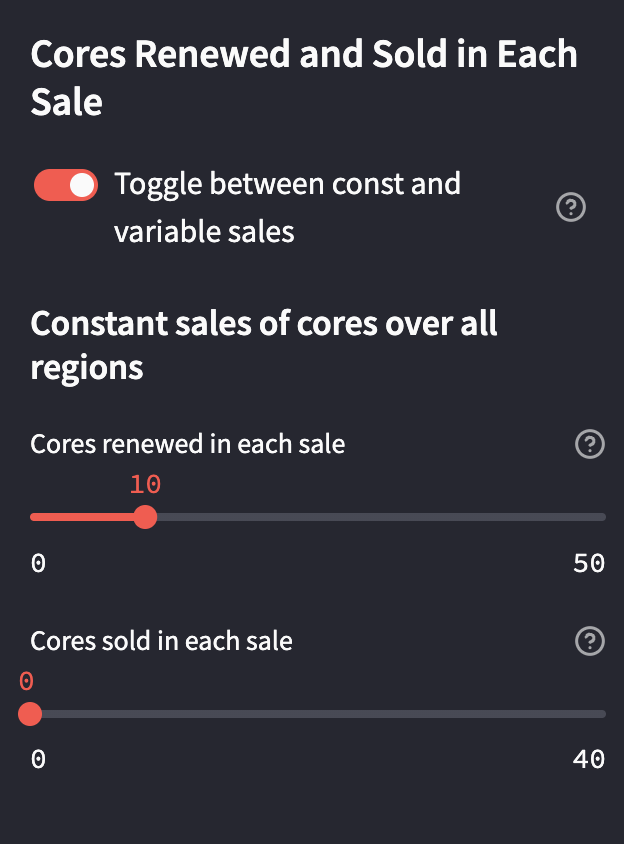 Cores Renewed and Sold in Each
Sale
Toggle between const and
variable sales
Constant sales of cores over all
regions
Cores renewed in each sale
10
0 50
Cores sold in each sale
0
0 40